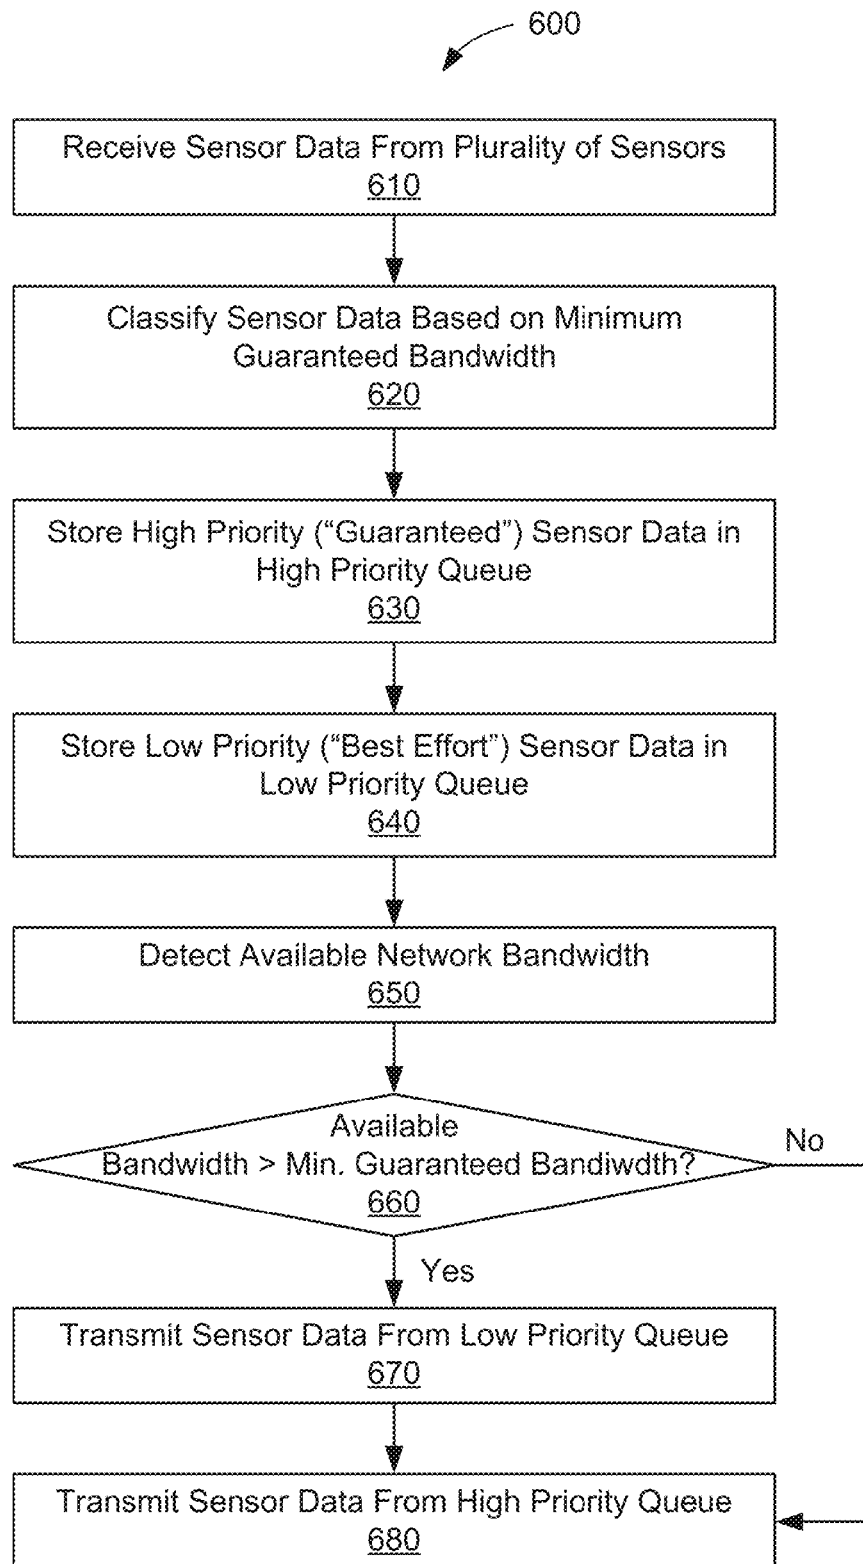 600
Receive Sensor Data From Plurality of Sensors
610
Classify Sensor Data Based on Minimum
Guaranteed Bandwidth
620
Store High Priority (“Guaranteed”) Sensor Data in
High Priority Queue
630
Store Low Priority (“Best Effort”) Sensor Data in
Low Priority Queue
640
Detect Available Network Bandwidth
650
Available
Bandwidth > Min. Guaranteed Bandiwdth?
660
No
Yes
Transmit Sensor Data From Low Priority Queue
670
Transmit Sensor Data From High Priority Queue
680